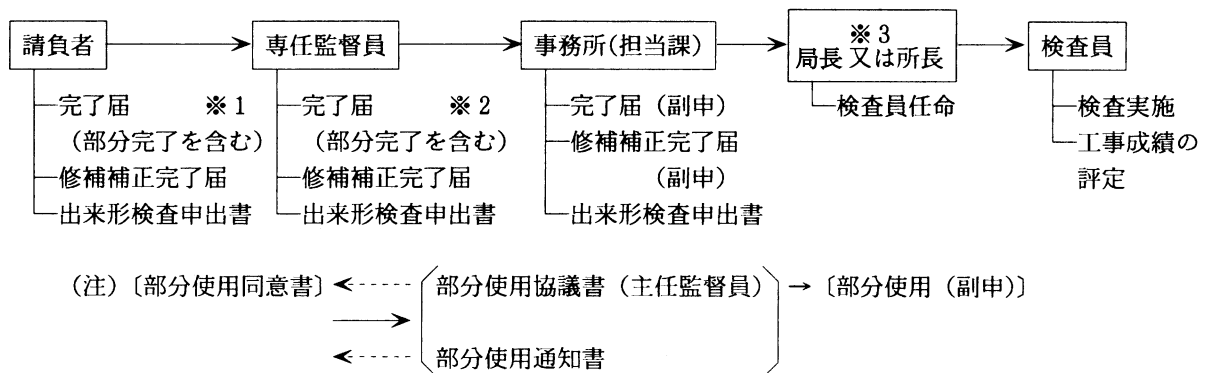 請負者 専任監督員 事務所(担当課) ※3 局長 又は所長 検査員
完了届 ※1 完了届 ※2 完了届（副申） 検査員任命 検査実施
（部分完了を含む） （部分完了を含む） 修補補正完了届 工事成績の
修補補正完了届 修補補正完了届 （副申） 評定
出来形検査申出書 出来形検査申出書 出来形検査申出書
（注）〔部分使用同意書〕 部分使用協議書（主任監督員） → 〔部分使用（副申）〕
部分使用通知書